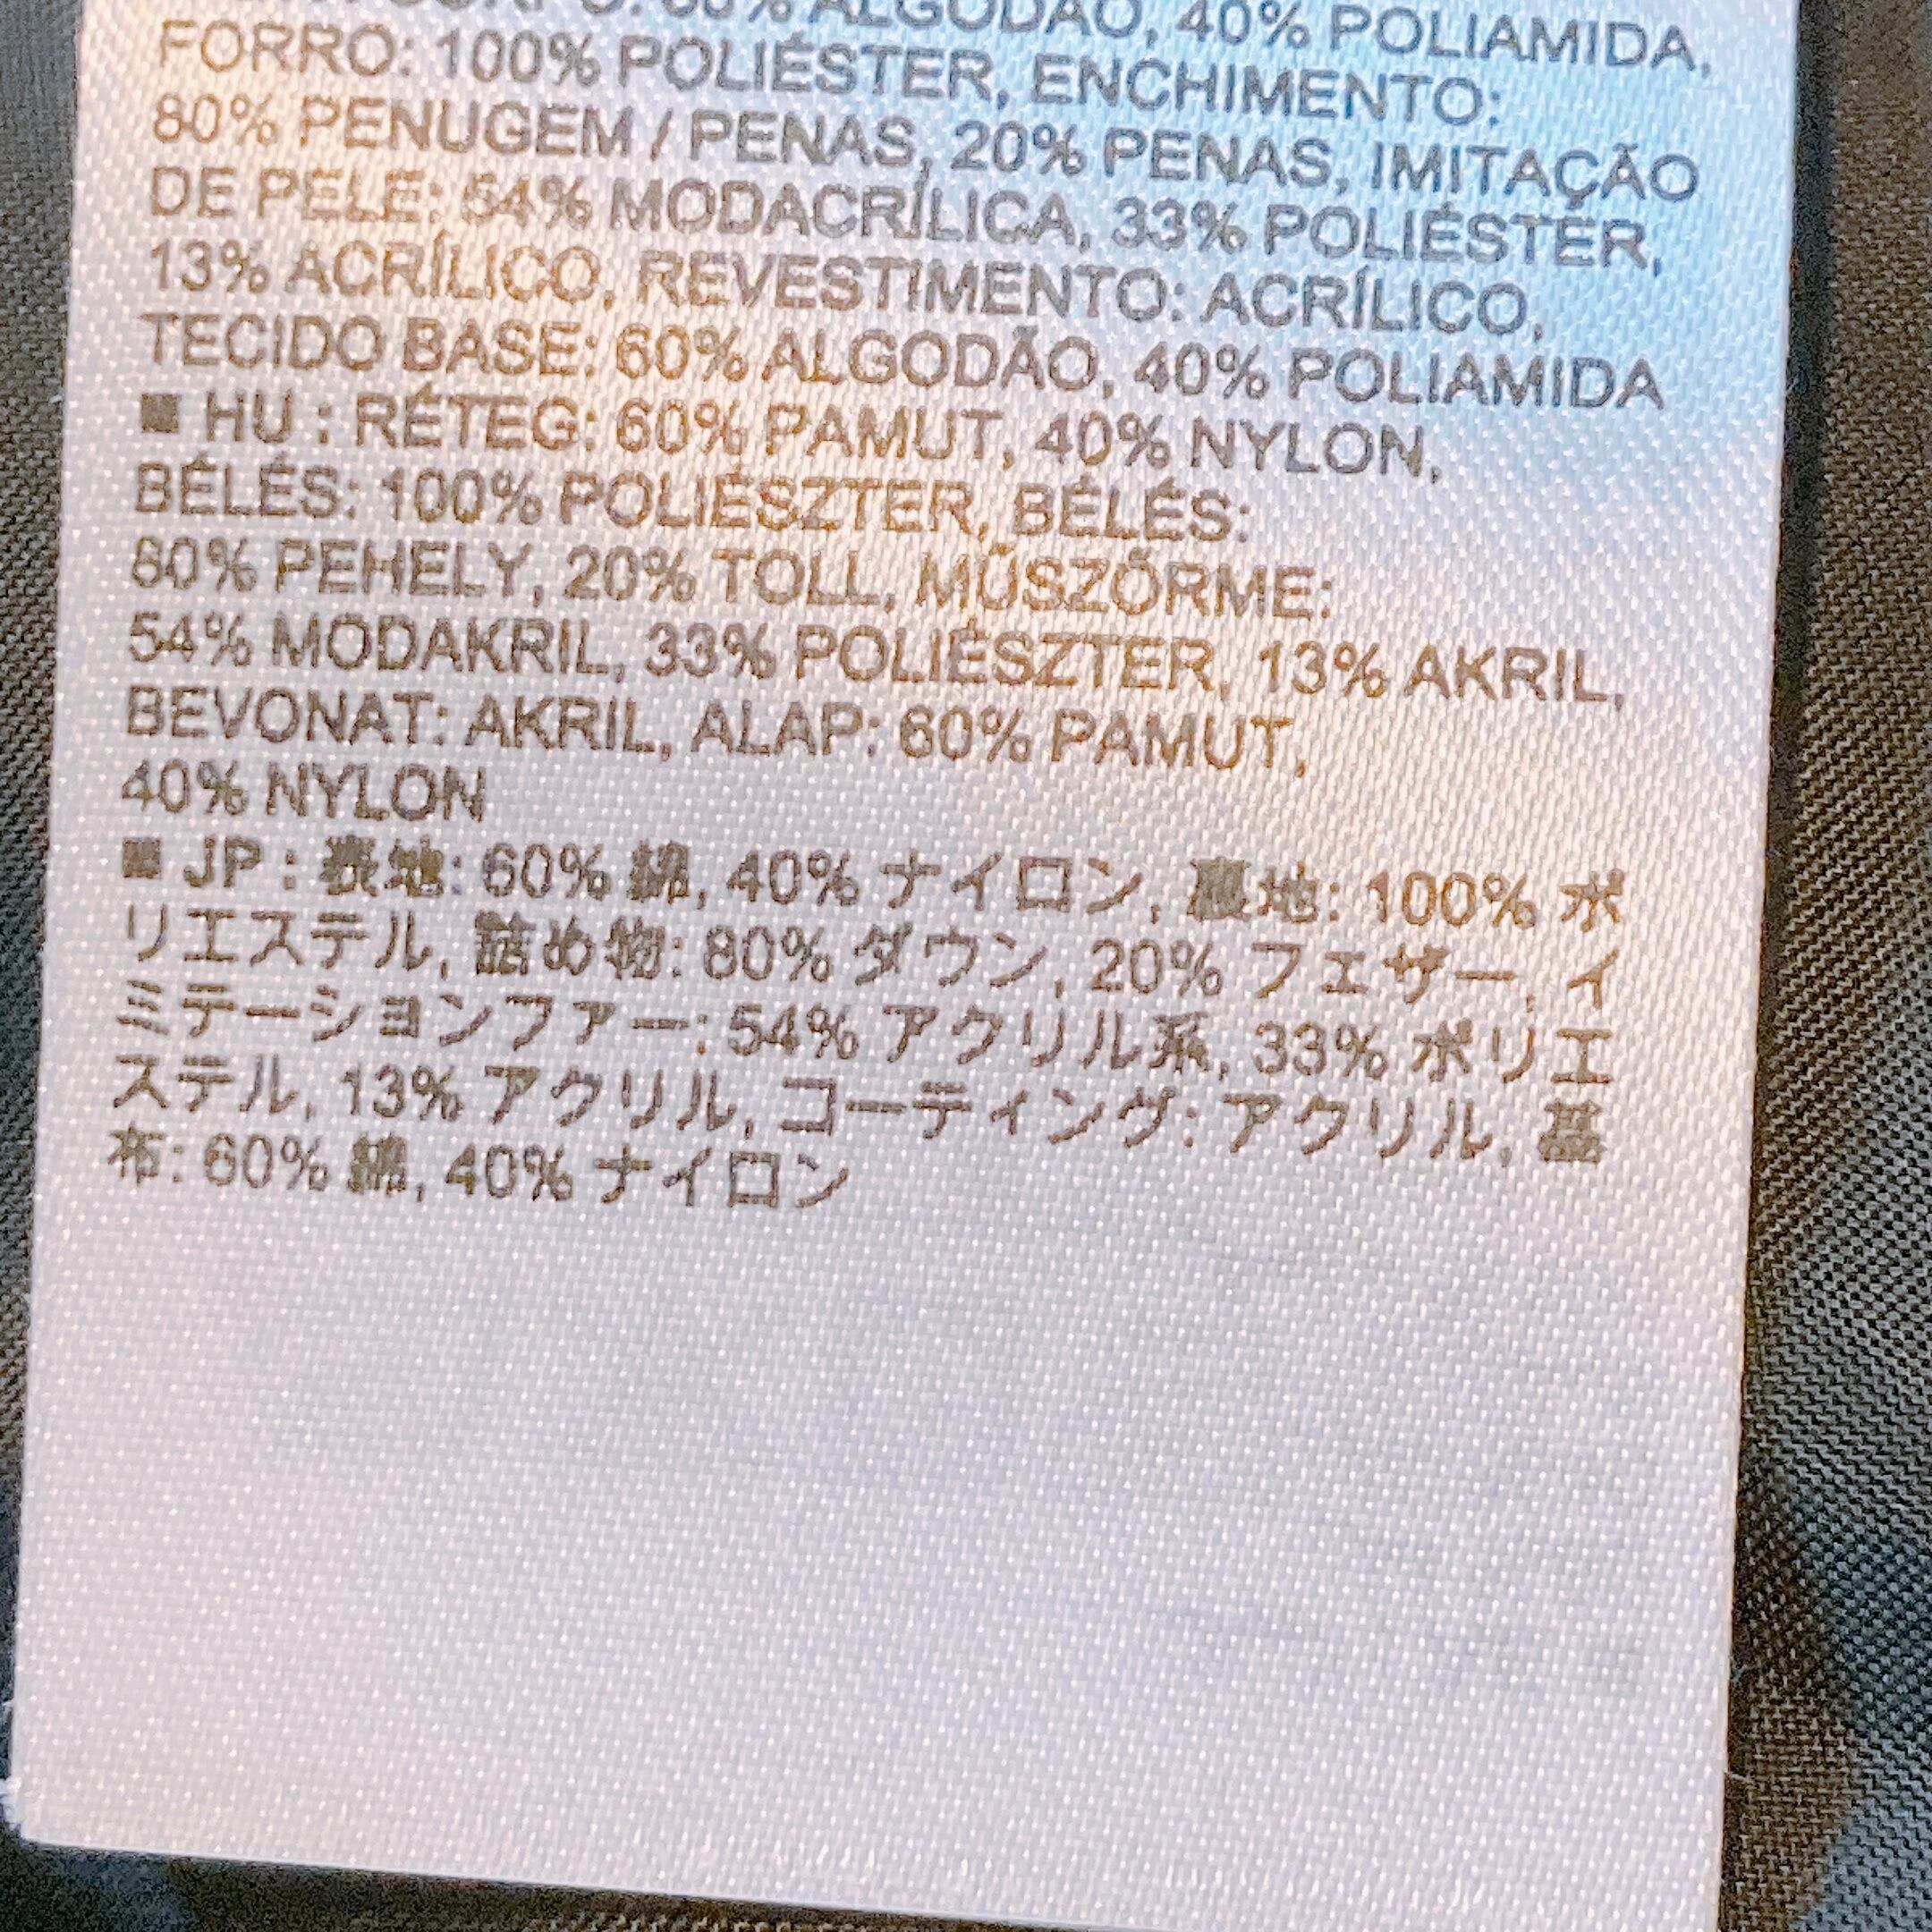 60% ALGODÃO, 40% POLIAMIDA,
FORRO: 100% POLIÉSTER, ENCHIMENTO:
80% PENUGEM / PENAS, 20% PENAS, IMITAÇÃO
DE PELE: 54% MODACRÍLICA, 33% POLIÉSTER,
13% ACRÍLICO, REVESTIMENTO: ACRÍLICO,
TECIDO BASE: 60% ALGODÃO, 40% POLIAMIDA
■ HU : RÉTEG: 60% PAMUT, 40% NYLON,
BÉLÉS: 100% POLIÉSZTER, BÉLÉS:
80% PEHELY, 20% TOLL, MŰSZŐRME:
54% MODAKRIL, 33% POLIÉSZTER, 13% AKRIL,
BEVONAT: AKRIL, ALAP: 60% PAMUT,
40% NYLON
■ JP : 表地: 60% 綿, 40% ナイロン, 裏地: 100% ポ
リエステル, 詰め物: 80% ダウン, 20% フェザー, イ
ミテーションファー: 54% アクリル系, 33% ポリエ
ステル, 13% アクリル, コーティング: アクリル, 基
布: 60% 綿, 40% ナイロン